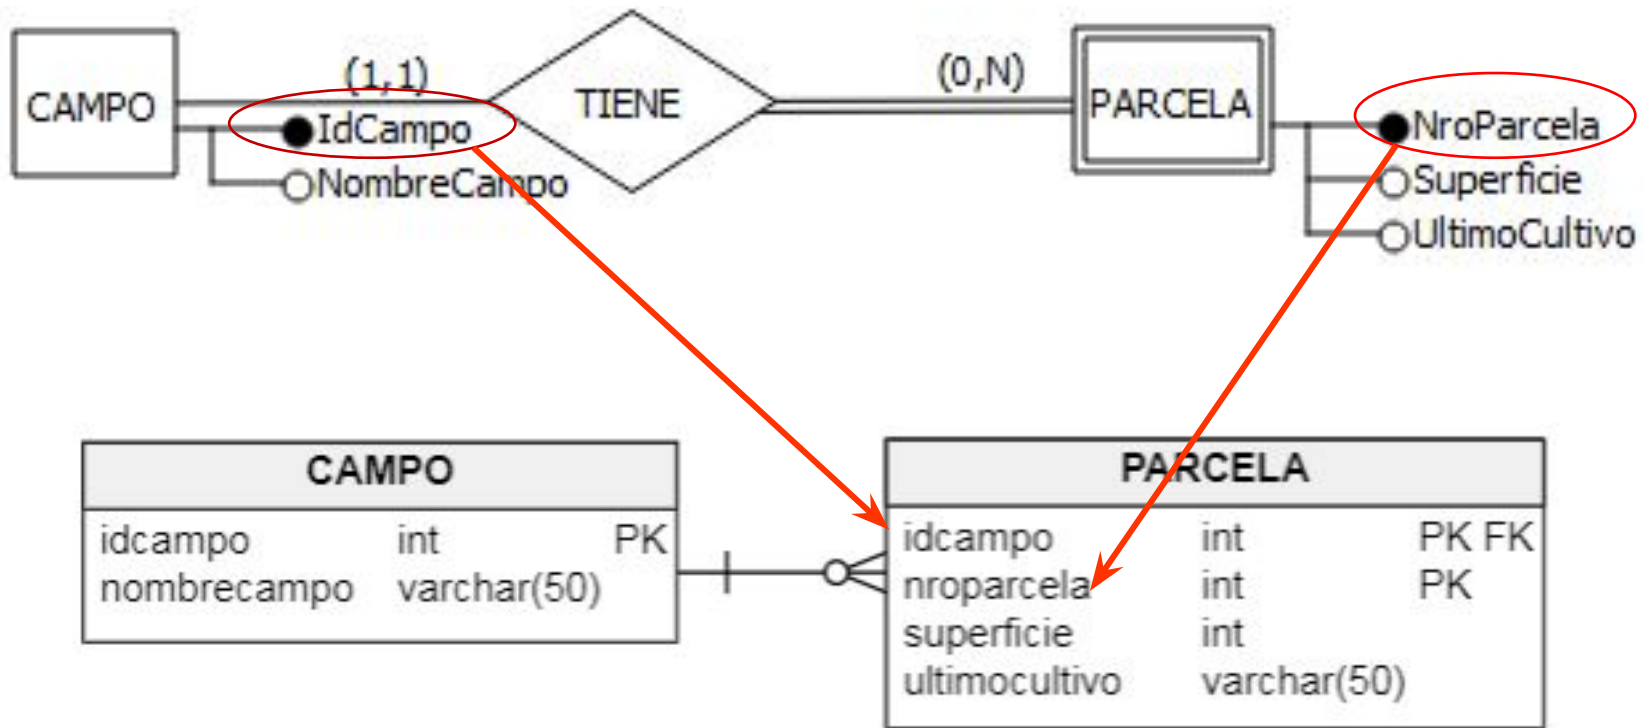 CAMPO
(1,1)
IdCampo
NombreCampo
TIENE
(0,N)
PARCELA
NroParcela
Superficie
UltimoCultivo
CAMPO
idcampo int PK
nombrecampo varchar(50)
PARCELA
idcampo int PK FK
nroparcela int PK
superficie int
ultimocultivo varchar(50)